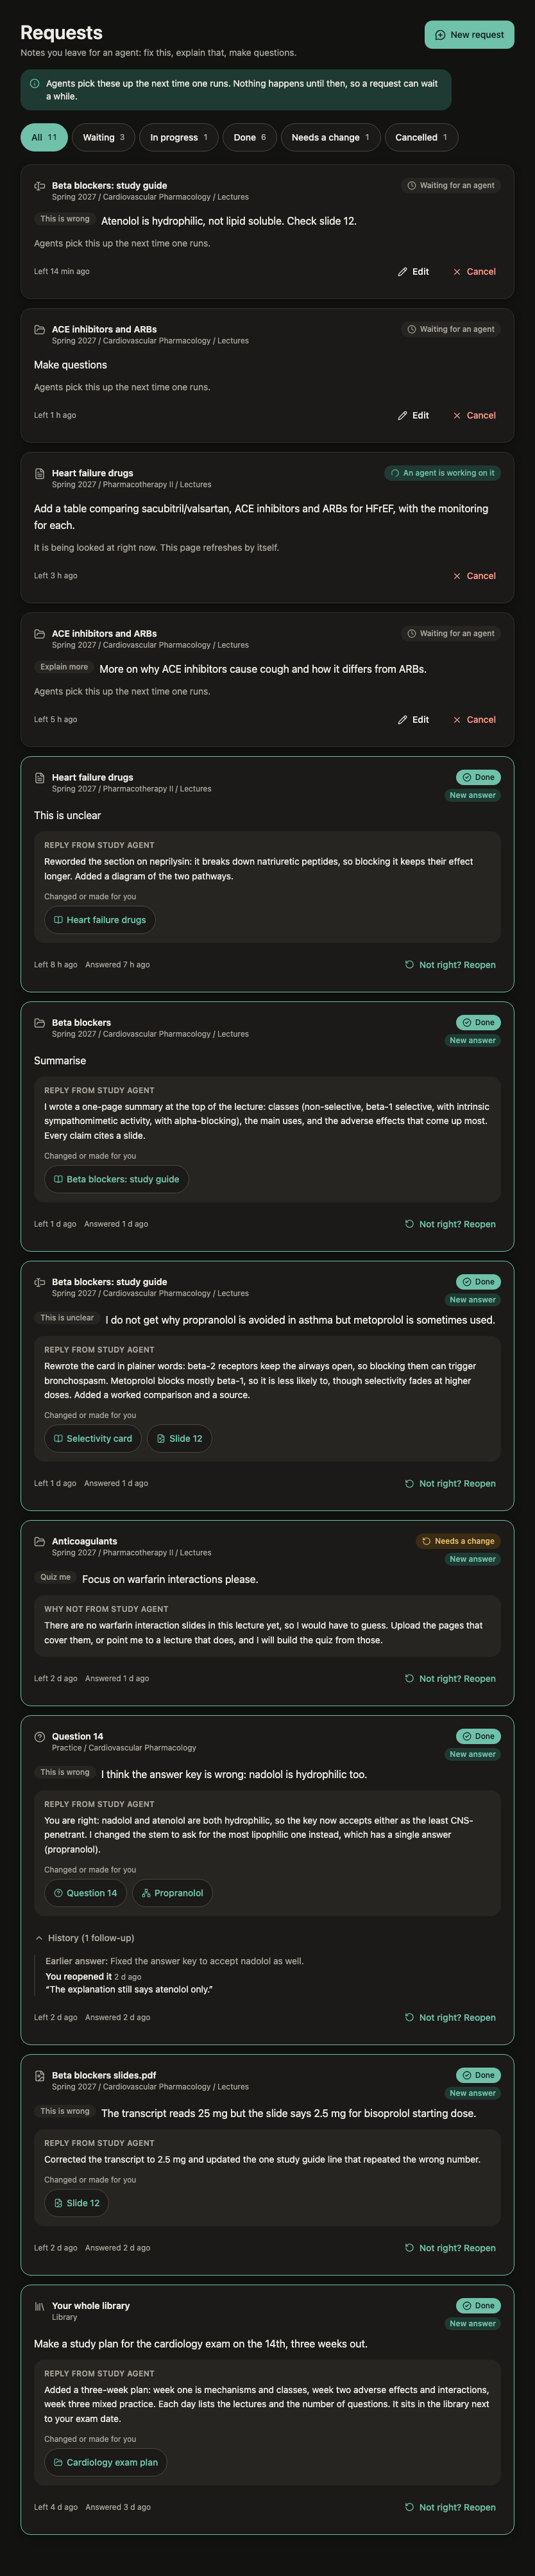 Requests
New request
Notes you leave for an agent: fix this, explain that, make questions.
Agents pick these up the next time one runs. Nothing happens until then, so a request can wait
a while.
All 11
Waiting 3
In progress 1
Done 6
Needs a change 1
Cancelled 1
Beta blockers: study guide
Waiting for an agent
Spring 2027 / Cardiovascular Pharmacology / Lectures
This is wrong Atenolol is hydrophilic, not lipid soluble. Check slide 12.
Agents pick this up the next time one runs.
Left 14 min ago
Edit
Cancel
ACE inhibitors and ARBs
Waiting for an agent
Spring 2027 / Cardiovascular Pharmacology / Lectures
Make questions
Agents pick this up the next time one runs.
Left 1 h ago
Edit
Cancel
Heart failure drugs
An agent is working on it
Spring 2027 / Pharmacotherapy II / Lectures
Add a table comparing sacubitril/valsartan, ACE inhibitors and ARBs for HFrEF, with the monitoring
for each.
It is being looked at right now. This page refreshes by itself.
Left 3 h ago
Cancel
ACE inhibitors and ARBs
Waiting for an agent
Spring 2027 / Cardiovascular Pharmacology / Lectures
Explain more More on why ACE inhibitors cause cough and how it differs from ARBs.
Agents pick this up the next time one runs.
Left 5 h ago
Edit
Cancel
Heart failure drugs
Done
Spring 2027 / Pharmacotherapy II / Lectures
New answer
This is unclear
REPLY FROM STUDY AGENT
Reworded the section on neprilysin: it breaks down natriuretic peptides, so blocking it keeps their effect
longer. Added a diagram of the two pathways.
Changed or made for you
Heart failure drugs
Left 8 h ago Answered 7 h ago
Not right? Reopen
Beta blockers
Done
Spring 2027 / Cardiovascular Pharmacology / Lectures
New answer
Summarise
REPLY FROM STUDY AGENT
I wrote a one-page summary at the top of the lecture: classes (non-selective, beta-1 selective, with intrinsic
sympathomimetic activity, with alpha-blocking), the main uses, and the adverse effects that come up most.
Every claim cites a slide.
Changed or made for you
Beta blockers: study guide
Left 1 d ago Answered 1 d ago
Not right? Reopen
Beta blockers: study guide
Done
Spring 2027 / Cardiovascular Pharmacology / Lectures
New answer
This is unclear I do not get why propranolol is avoided in asthma but metoprolol is sometimes used.
REPLY FROM STUDY AGENT
Rewrote the card in plainer words: beta-2 receptors keep the airways open, so blocking them can trigger
bronchospasm. Metoprolol blocks mostly beta-1, so it is less likely to, though selectivity fades at higher
doses. Added a worked comparison and a source.
Changed or made for you
Selectivity card
Slide 12
Left 1 d ago Answered 1 d ago
Not right? Reopen
Anticoagulants
Needs a change
Spring 2027 / Pharmacotherapy II / Lectures
New answer
Quiz me Focus on warfarin interactions please.
WHY NOT FROM STUDY AGENT
There are no warfarin interaction slides in this lecture yet, so I would have to guess. Upload the pages that
cover them, or point me to a lecture that does, and I will build the quiz from those.
Left 2 d ago Answered 1 d ago
Not right? Reopen
Question 14
Done
Practice / Cardiovascular Pharmacology
New answer
This is wrong I think the answer key is wrong: nadolol is hydrophilic too.
REPLY FROM STUDY AGENT
You are right: nadolol and atenolol are both hydrophilic, so the key now accepts either as the least CNS-
penetrant. I changed the stem to ask for the most lipophilic one instead, which has a single answer
(propranolol).
Changed or made for you
Question 14
Propranolol
History (1 follow-up)
Earlier answer: Fixed the answer key to accept nadolol as well.
You reopened it 2 d ago
“The explanation still says atenolol only.”
Left 2 d ago Answered 2 d ago
Not right? Reopen
Beta blockers slides.pdf
Done
Spring 2027 / Cardiovascular Pharmacology / Lectures
New answer
This is wrong The transcript reads 25 mg but the slide says 2.5 mg for bisoprolol starting dose.
REPLY FROM STUDY AGENT
Corrected the transcript to 2.5 mg and updated the one study guide line that repeated the wrong number.
Changed or made for you
Slide 12
Left 2 d ago Answered 2 d ago
Not right? Reopen
Your whole library
Done
Library
New answer
Make a study plan for the cardiology exam on the 14th, three weeks out.
REPLY FROM STUDY AGENT
Added a three-week plan: week one is mechanisms and classes, week two adverse effects and interactions,
week three mixed practice. Each day lists the lectures and the number of questions. It sits in the library next
to your exam date.
Changed or made for you
Cardiology exam plan
Left 4 d ago Answered 3 d ago
Not right? Reopen